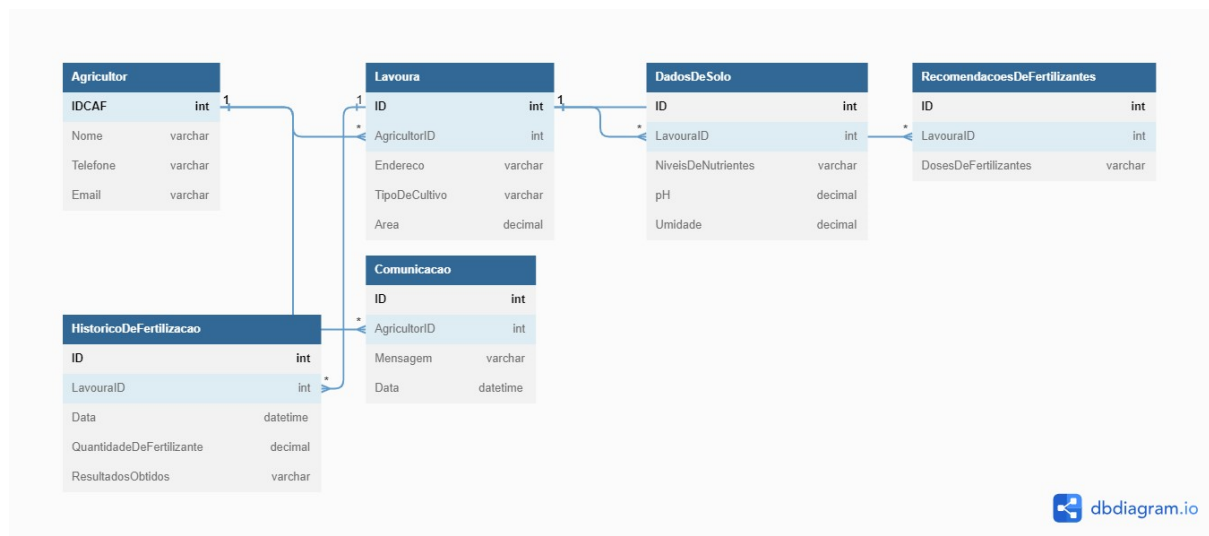 Agricultor
IDCAF int 1
Nome varchar
Telefone varchar
Email varchar
Lavoura
1 ID int 1
* AgricultorID int
Endereco varchar
TipoDeCultivo varchar
Area decimal
DadosDeSolo
ID int
* LavouraID int
NiveisDeNutrientes varchar
pH decimal
Umidade decimal
RecomendacoesDeFertilizantes
ID int
* LavouraID int
DosesDeFertilizantes varchar
Comunicacao
ID int
* AgricultorID int
Mensagem varchar
Data datetime
HistoricoDeFertilizacao
ID int
LavouraID int *
Data datetime
QuantidadeDeFertilizante decimal
ResultadosObtidos varchar
dbdiagram.io